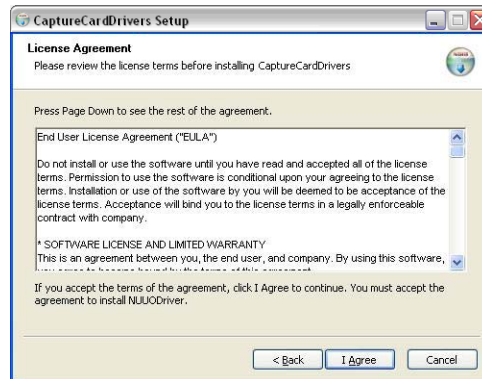 CaptureCardDrivers Setup
License Agreement
Please review the license terms before installing CaptureCardDrivers
Press Page Down to see the rest of the agreement.
End User License Agreement ("EULA")
Do not install or use the software until you have read and accepted all of the license
terms. Permission to use the software is conditional upon your agreeing to the license
terms. Installation or use of the software by you will be deemed to be acceptance of the
license terms. Acceptance will bind you to the license terms in a legally enforceable
contract with company.
* SOFTWARE LICENSE AND LIMITED WARRANTY
This is an agreement between you, the end user, and company. By using this software,
If you accept the terms of the agreement, click I Agree to continue. You must accept the
agreement to install NUUODriver.
< Back
I Agree
Cancel